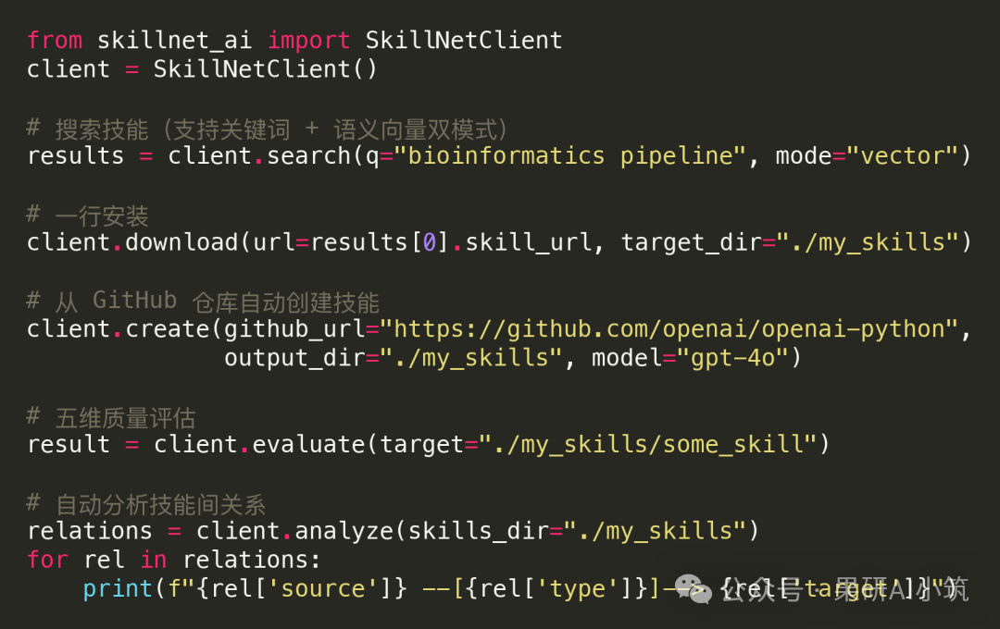 from skillnet_ai import SkillNetClient
client = SkillNetClient()
# 搜索技能（支持关键词 + 语义向量双模式）
results = client.search(q="bioinformatics pipeline", mode="vector")
# 一行安装
client.download(url=results[0].skill_url, target_dir="./my_skills")
# 从 GitHub 仓库自动创建技能
client.create(github_url="https://github.com/openai/openai-python",
output_dir="./my_skills", model="gpt-4o")
# 五维质量评估
result = client.evaluate(target="./my_skills/some_skill")
# 自动分析技能间关系
relations = client.analyze(skills_dir="./my_skills")
for rel in relations:
print(f"{rel['source']} --[{rel['type']}]--> {rel['target']}")
公众号 · 果研AI小筑